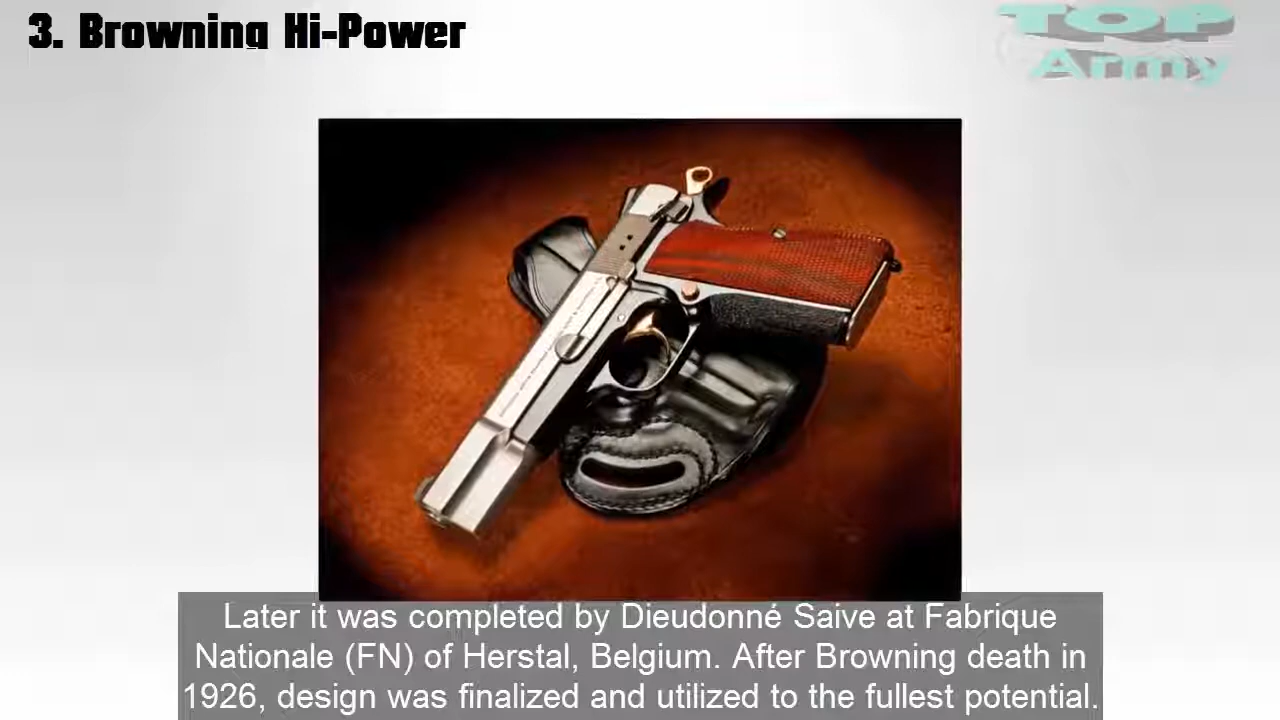 3. Browning Hi-Power
TOP
Army
Later it was completed by Dieudonné Saive at Fabrique
Nationale (FN) of Herstal, Belgium. After Browning death in
1926, design was finalized and utilized to the fullest potential.